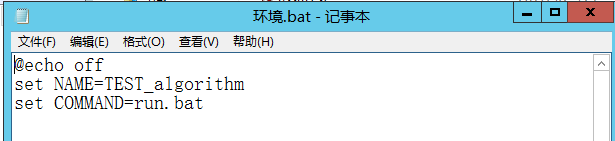 环境.bat - 记事本
文件(F) 编辑(E) 格式(O) 查看(V) 帮助(H)
@echo off
set NAME=TEST_algorithm
set COMMAND=run.bat